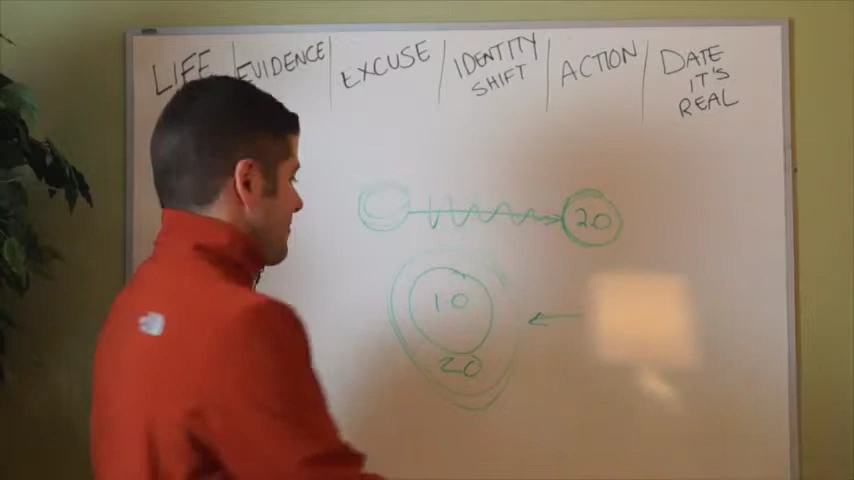 LIFE
EVIDENCE
EXCUSE
IDENTITY
SHIFT
ACTION
DATE
IT'S
REAL
20
10
20